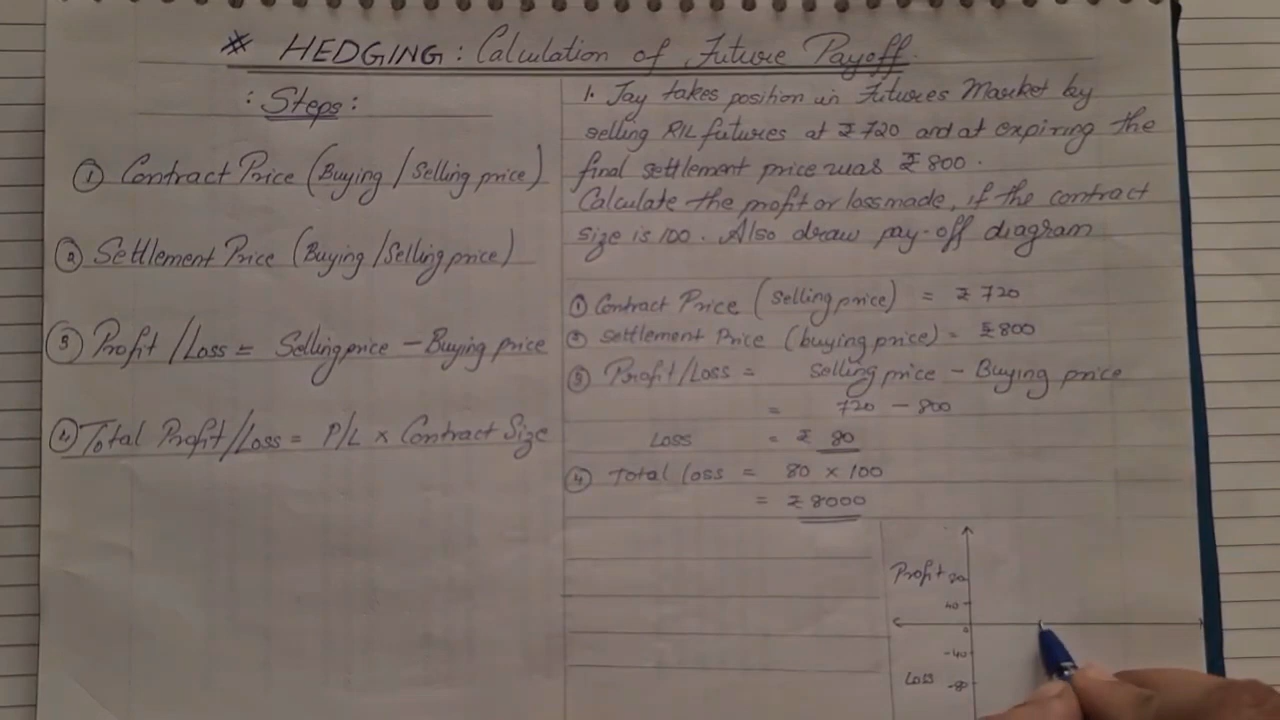 * HEDGING: Calculation of Future Payoff.
: Steps:
① Contract Price (Buying / Selling price)
② Settlement Price (Buying / Selling price)
③ Profit / Loss = Selling price - Buying price
④ Total Profit/Loss = P/L x Contract Size
1. Jay takes position in Futures Market by
selling RIL futures at ₹ 720 and at expiring the
final settlement price was ₹ 800.
Calculate the profit or loss made, if the contract
size is 100. Also draw pay-off diagram
① Contract Price (selling price) = ₹ 720
② Settlement Price (buying price) = ₹ 800
③ Profit/Loss = Selling price - Buying price
= 720 - 800
Loss = ₹ 80
④ Total loss = 80 x 100
= ₹ 8000
Profit 80
40
0
-40
Loss -80